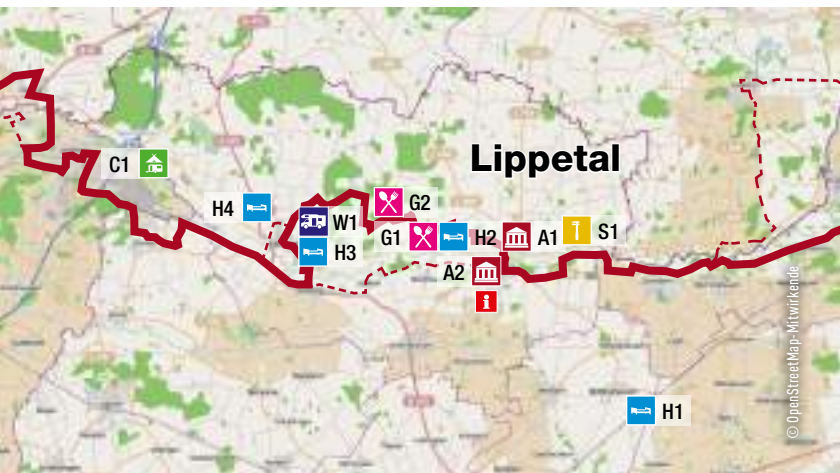 Lippetal
C1
H4
W1
G2
H3
G1
H2
A1
S1
A2
i
H1
© OpenStreetMap-Mitwirkende